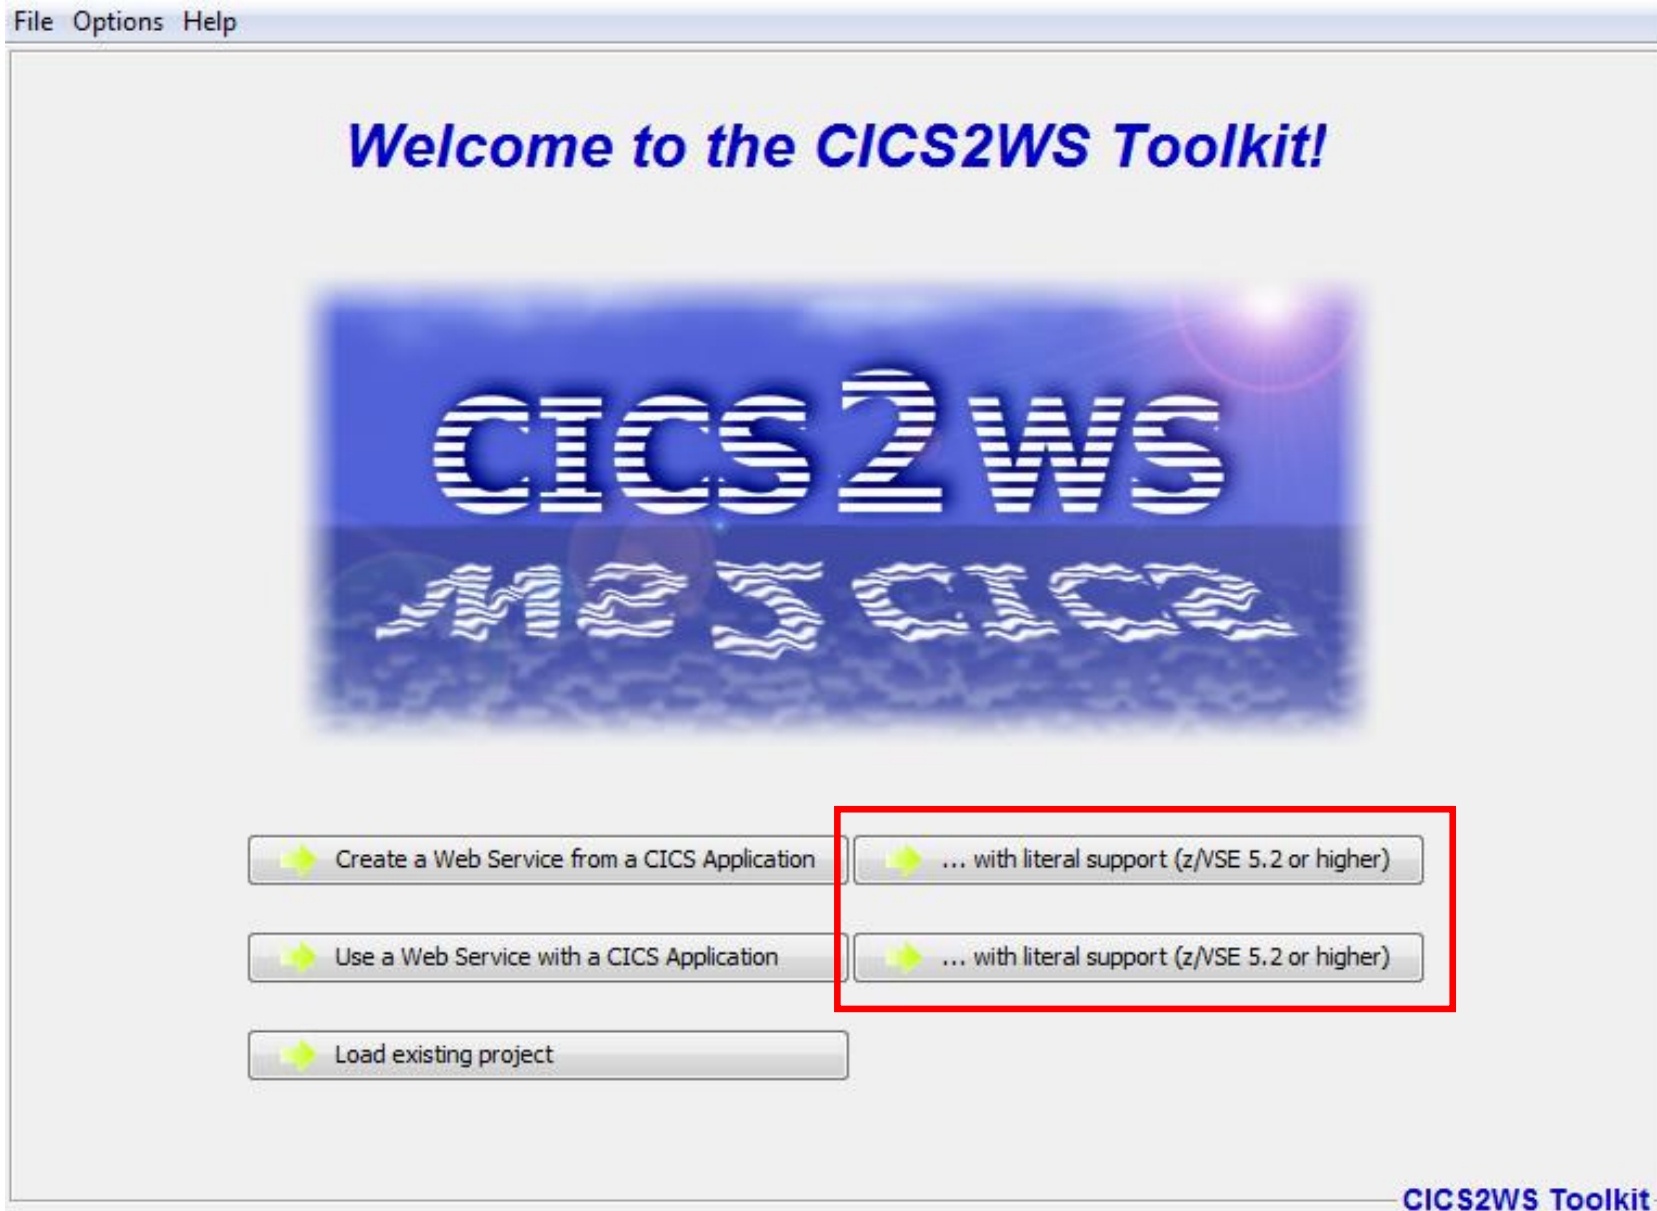 File Options Help
Welcome to the CICS2WS Toolkit!
CICS2WS
Create a Web Service from a CICS Application
... with literal support (z/VSE 5.2 or higher)
Use a Web Service with a CICS Application
... with literal support (z/VSE 5.2 or higher)
Load existing project
CICS2WS Toolkit